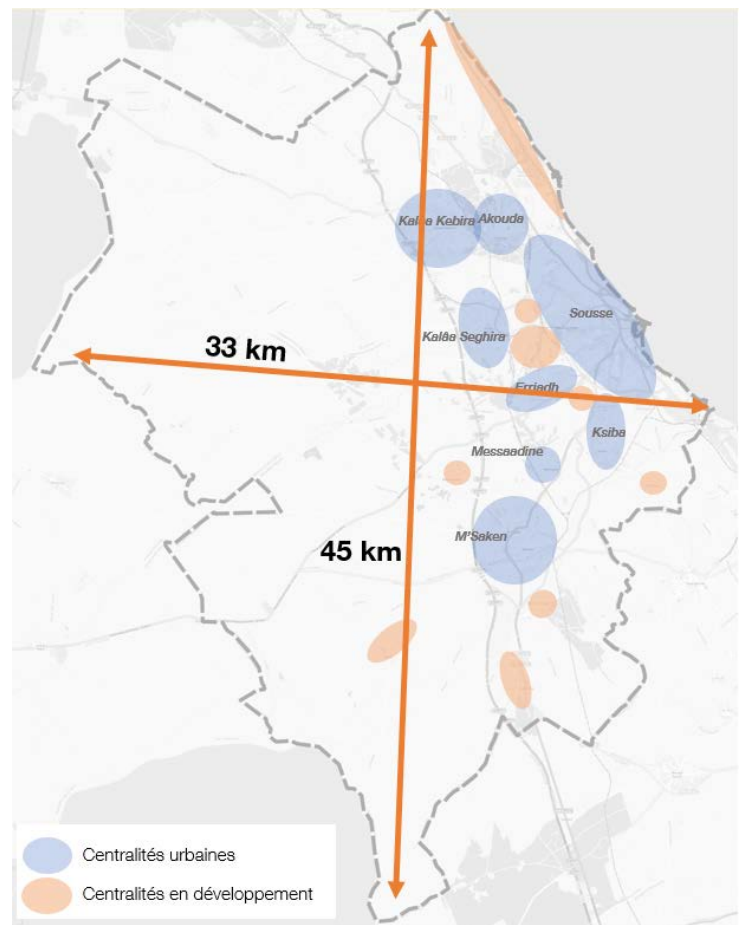 Kalâa Kebira
Akouda
Sousse
Kalâa Seghira
33 km
Erriadh
Ksiba
Messaadine
M'Saken
45 km
Centralités urbaines
Centralités en développement